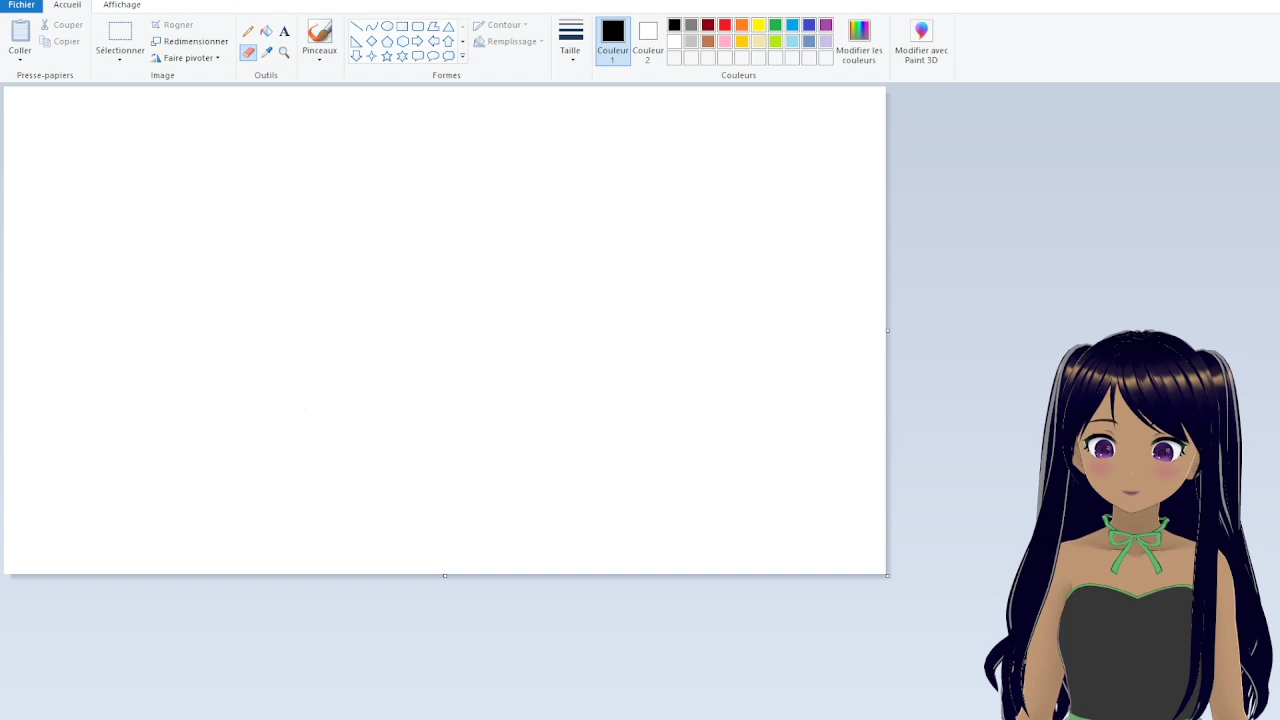 Fichier Accueil Affichage
Coller
Couper
Copier
Presse-papiers
Sélectionner
Rogner
Redimension
Faire pivoter
Image
A
Outils
Pinceaux
Formes
Contour
Remplissage
Taille
Couleur
1
Couleur
2
Couleurs
Modifier les
couleurs
Modifier avec
Paint 3D